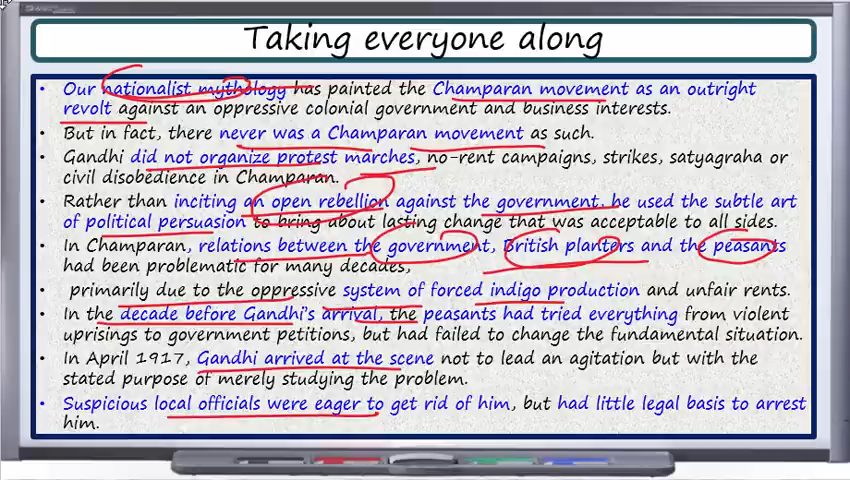 Taking everyone along
• Our nationalist mythology has painted the Champaran movement as an outright
revolt against an oppressive colonial government and business interests.
• But in fact, there never was a Champaran movement as such.
• Gandhi did not organize protest marches, no-rent campaigns, strikes, satyagraha or
civil disobedience in Champaran.
• Rather than inciting an open rebellion against the government, he used the subtle art
of political persuasion to bring about lasting change that was acceptable to all sides.
• In Champaran, relations between the government, British planters and the peasants
had been problematic for many decades,
• primarily due to the oppressive system of forced indigo production and unfair rents.
• In the decade before Gandhi's arrival, the peasants had tried everything from violent
uprisings to government petitions, but had failed to change the fundamental situation.
• In April 1917, Gandhi arrived at the scene not to lead an agitation but with the
stated purpose of merely studying the problem.
• Suspicious local officials were eager to get rid of him, but had little legal basis to arrest
him.